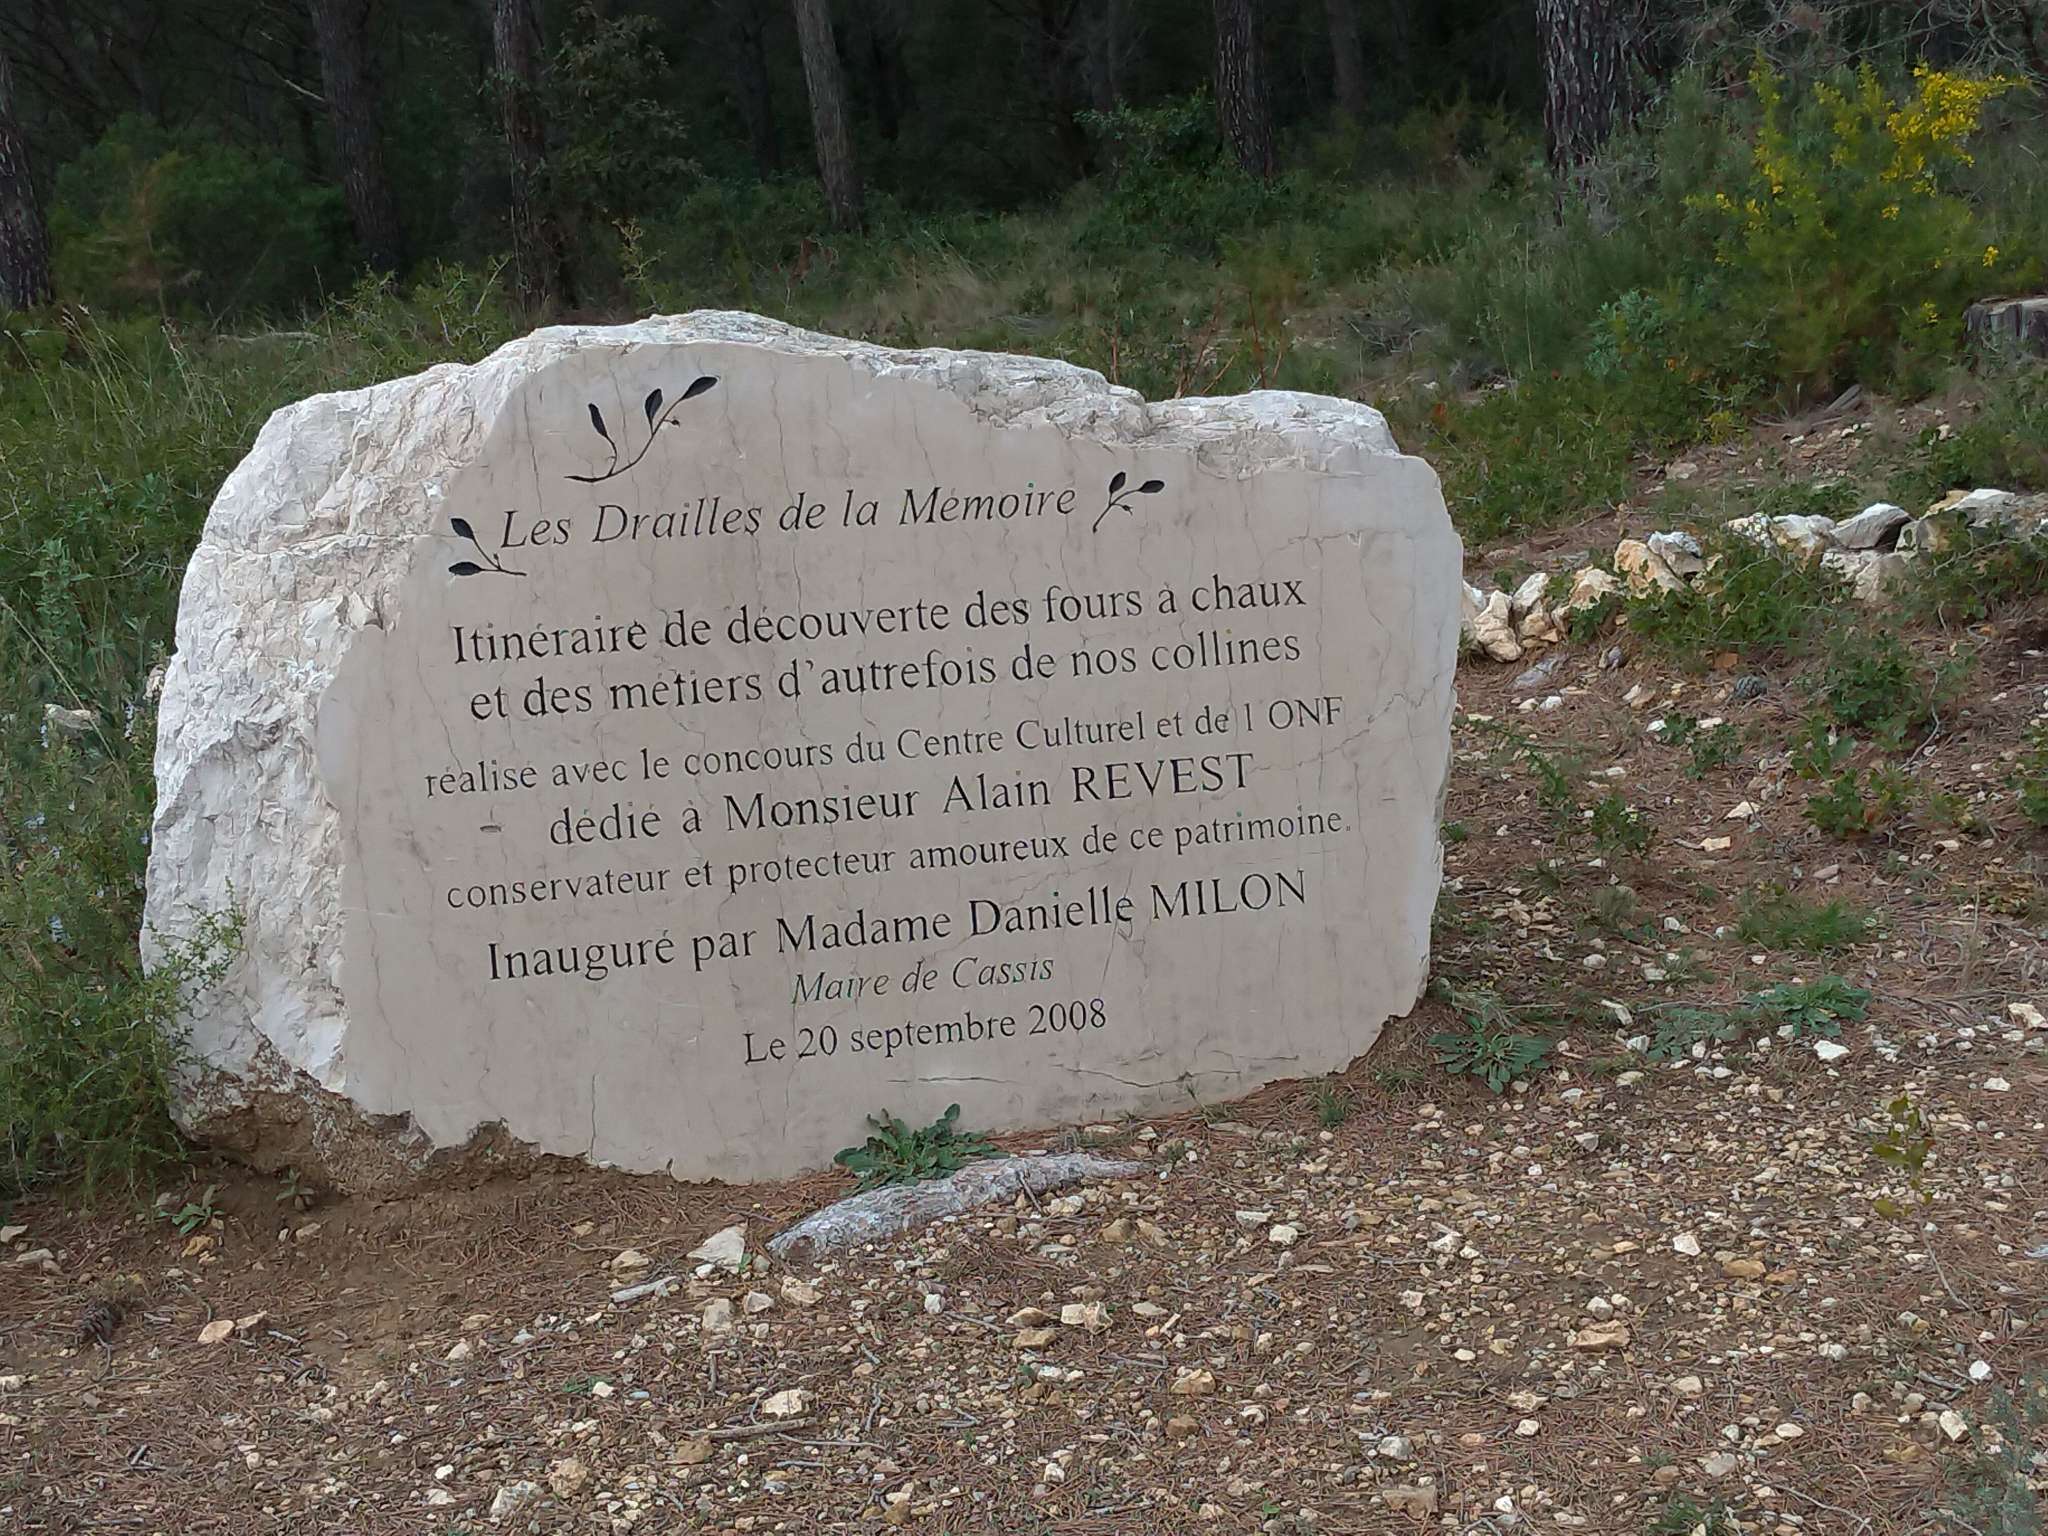 Les Drailles de la Mémoire
Itinéraire de découverte des fours à chaux
et des métiers d'autrefois de nos collines
réalisé avec le concours du Centre Culturel et de l ONF
dédié à Monsieur Alain REVEST
conservateur et protecteur amoureux de ce patrimoine.
Inauguré par Madame Danielle MILON
Maire de Cassis
Le 20 septembre 2008